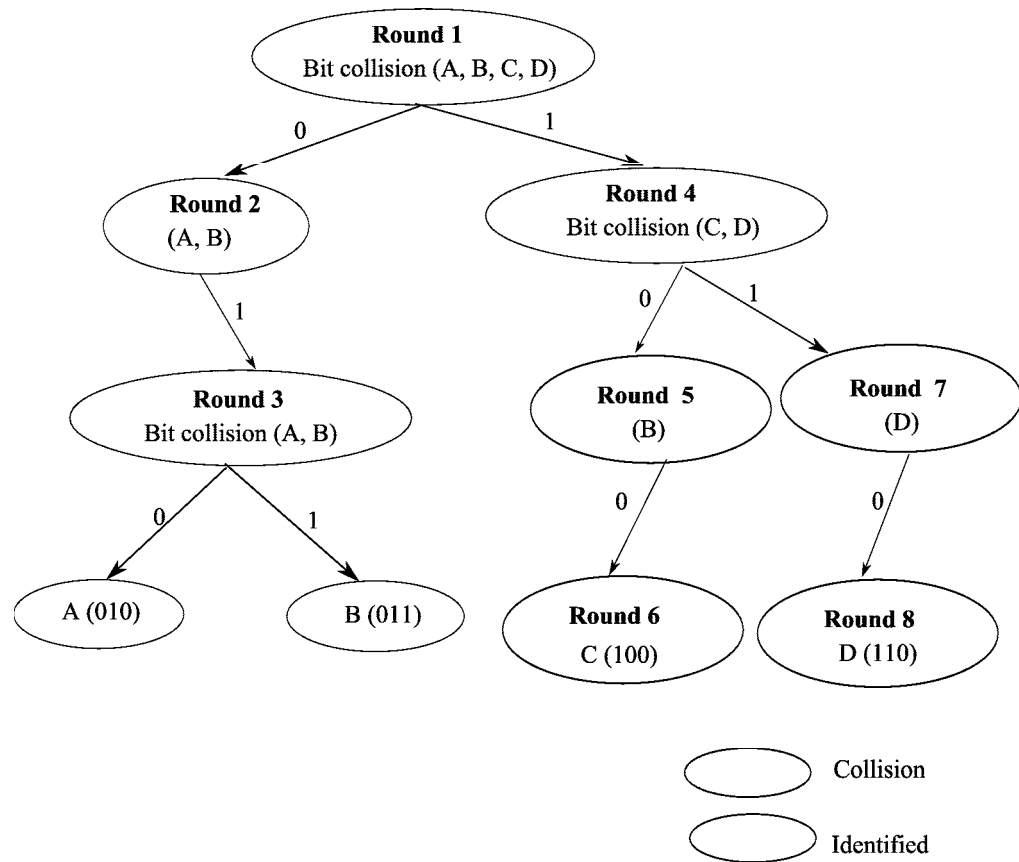 Round 1
Bit collision (A, B, C, D)
0
1
Round 2
(A, B)
Round 4
Bit collision (C, D)
1
0
1
Round 3
Bit collision (A, B)
Round 5
(B)
Round 7
(D)
0
1
0
0
A (010)
B (011)
Round 6
C (100)
Round 8
D (110)
Collision
Identified